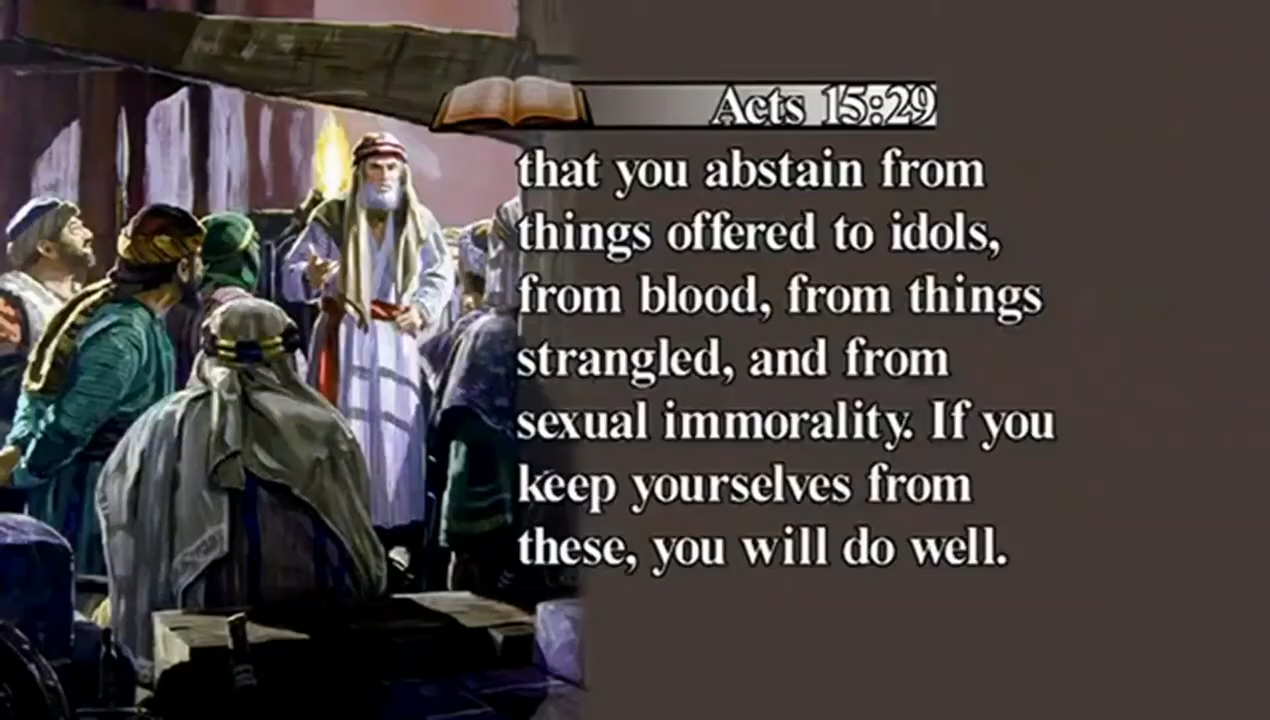 Acts 15:29
that you abstain from
things offered to idols,
from blood, from things
strangled, and from
sexual immorality. If you
keep yourselves from
these, you will do well.